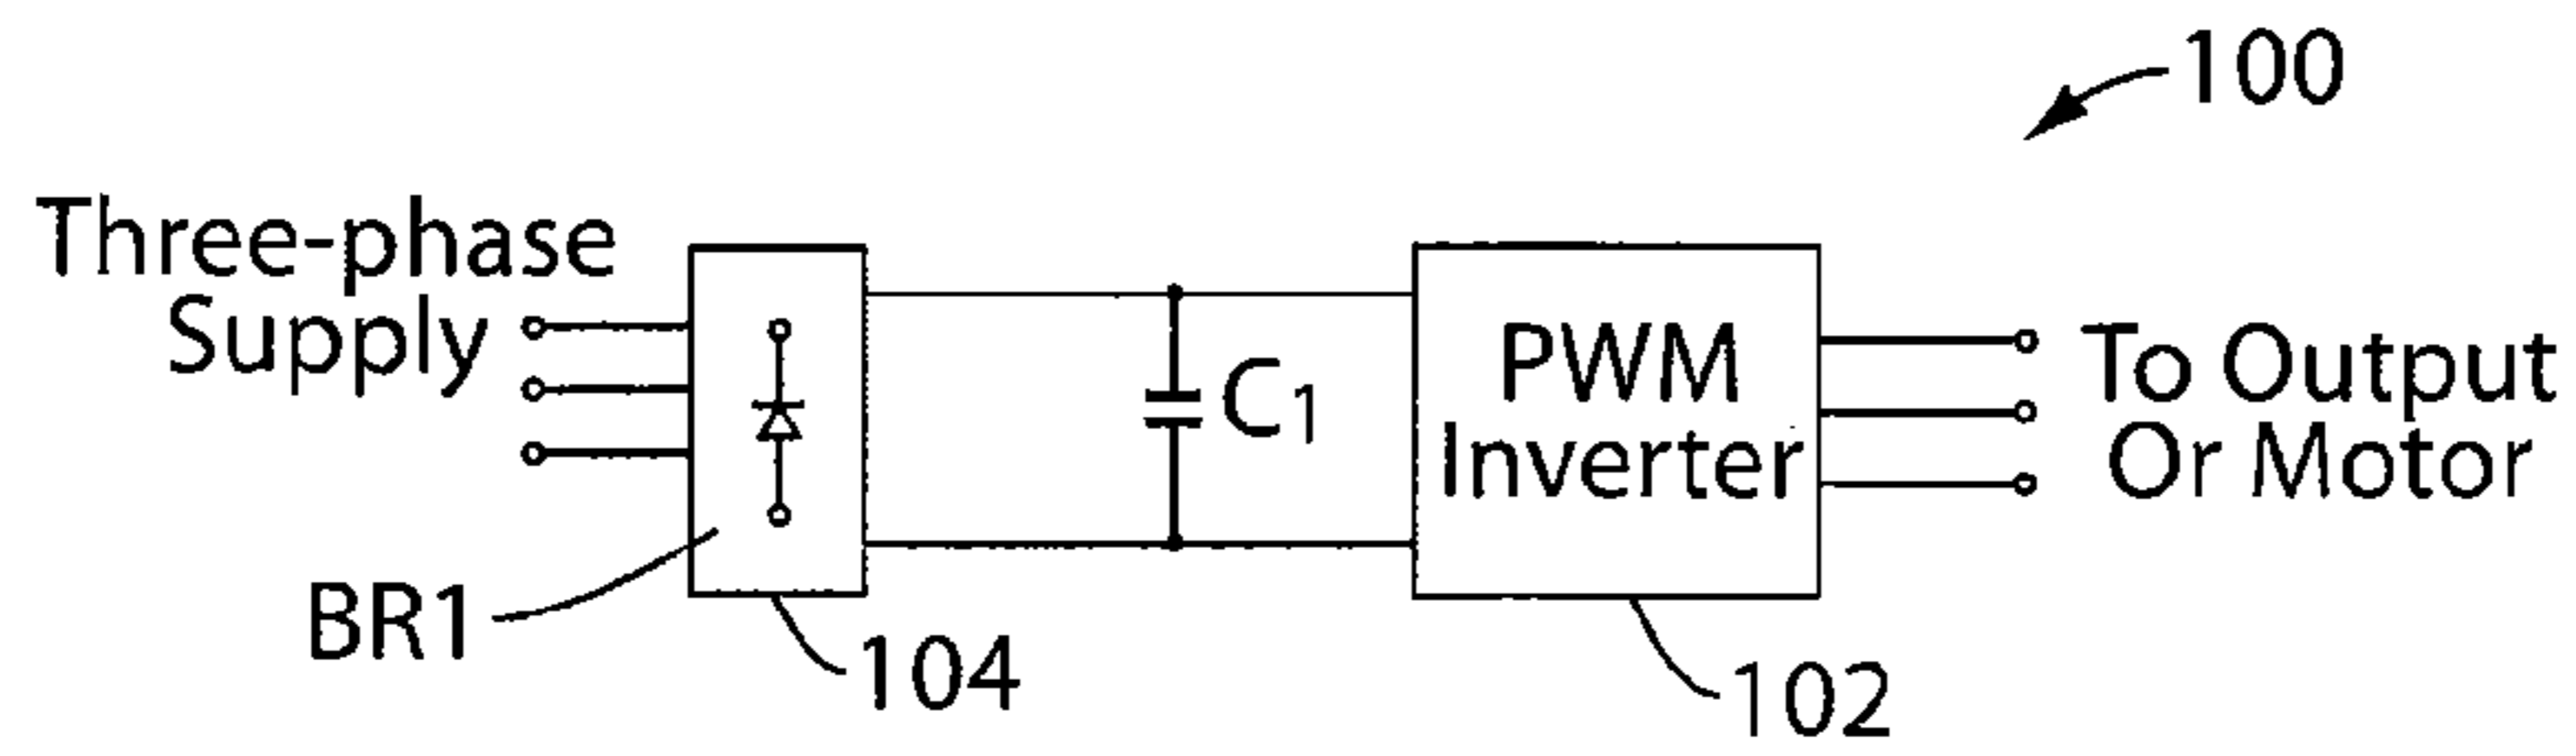 100
Three-phase
Supply
C1
PWM
Inverter
To Output
Or Motor
BR1
104
102